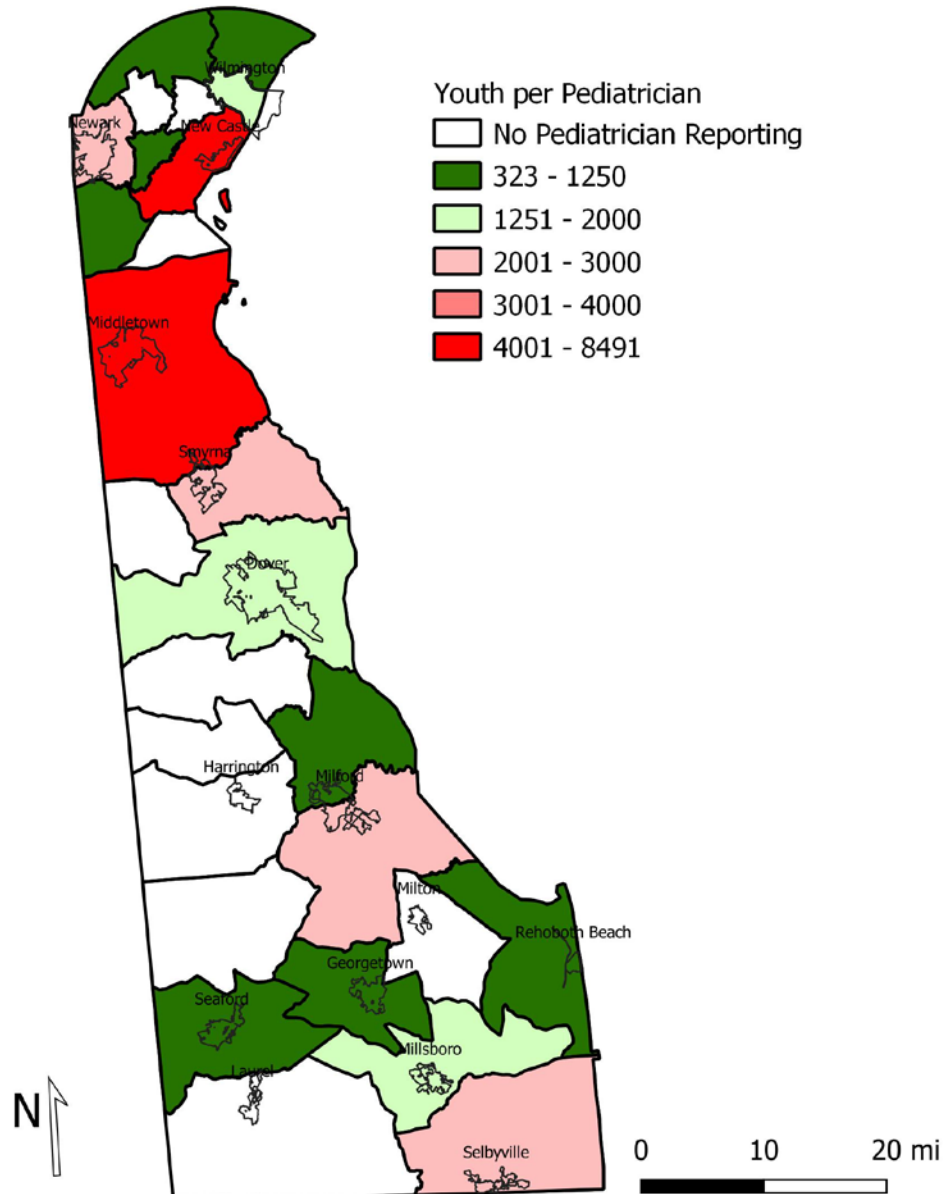 Wilmington
Youth per Pediatrician
No Pediatrician Reporting
Newark
New Castle
323 - 1250
1251 - 2000
2001 - 3000
3001 - 4000
Middletown
4001 - 8491
Smyrna
Dover
Harrington
Milford
Milton
Rehoboth Beach
Georgetown
Seaford
Millsboro
Laurel
N
Selbyville
0 10 20 mi